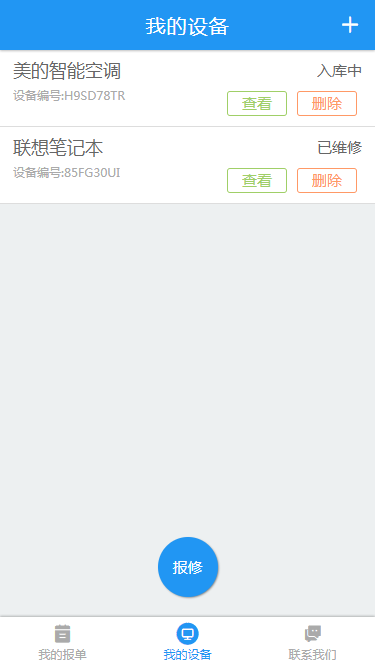 我的设备
美的智能空调
入库中
设备编号:H9SD78TR
查看
删除
联想笔记本
已维修
设备编号:85FG30UI
查看
删除
报修
我的报单
我的设备
联系我们